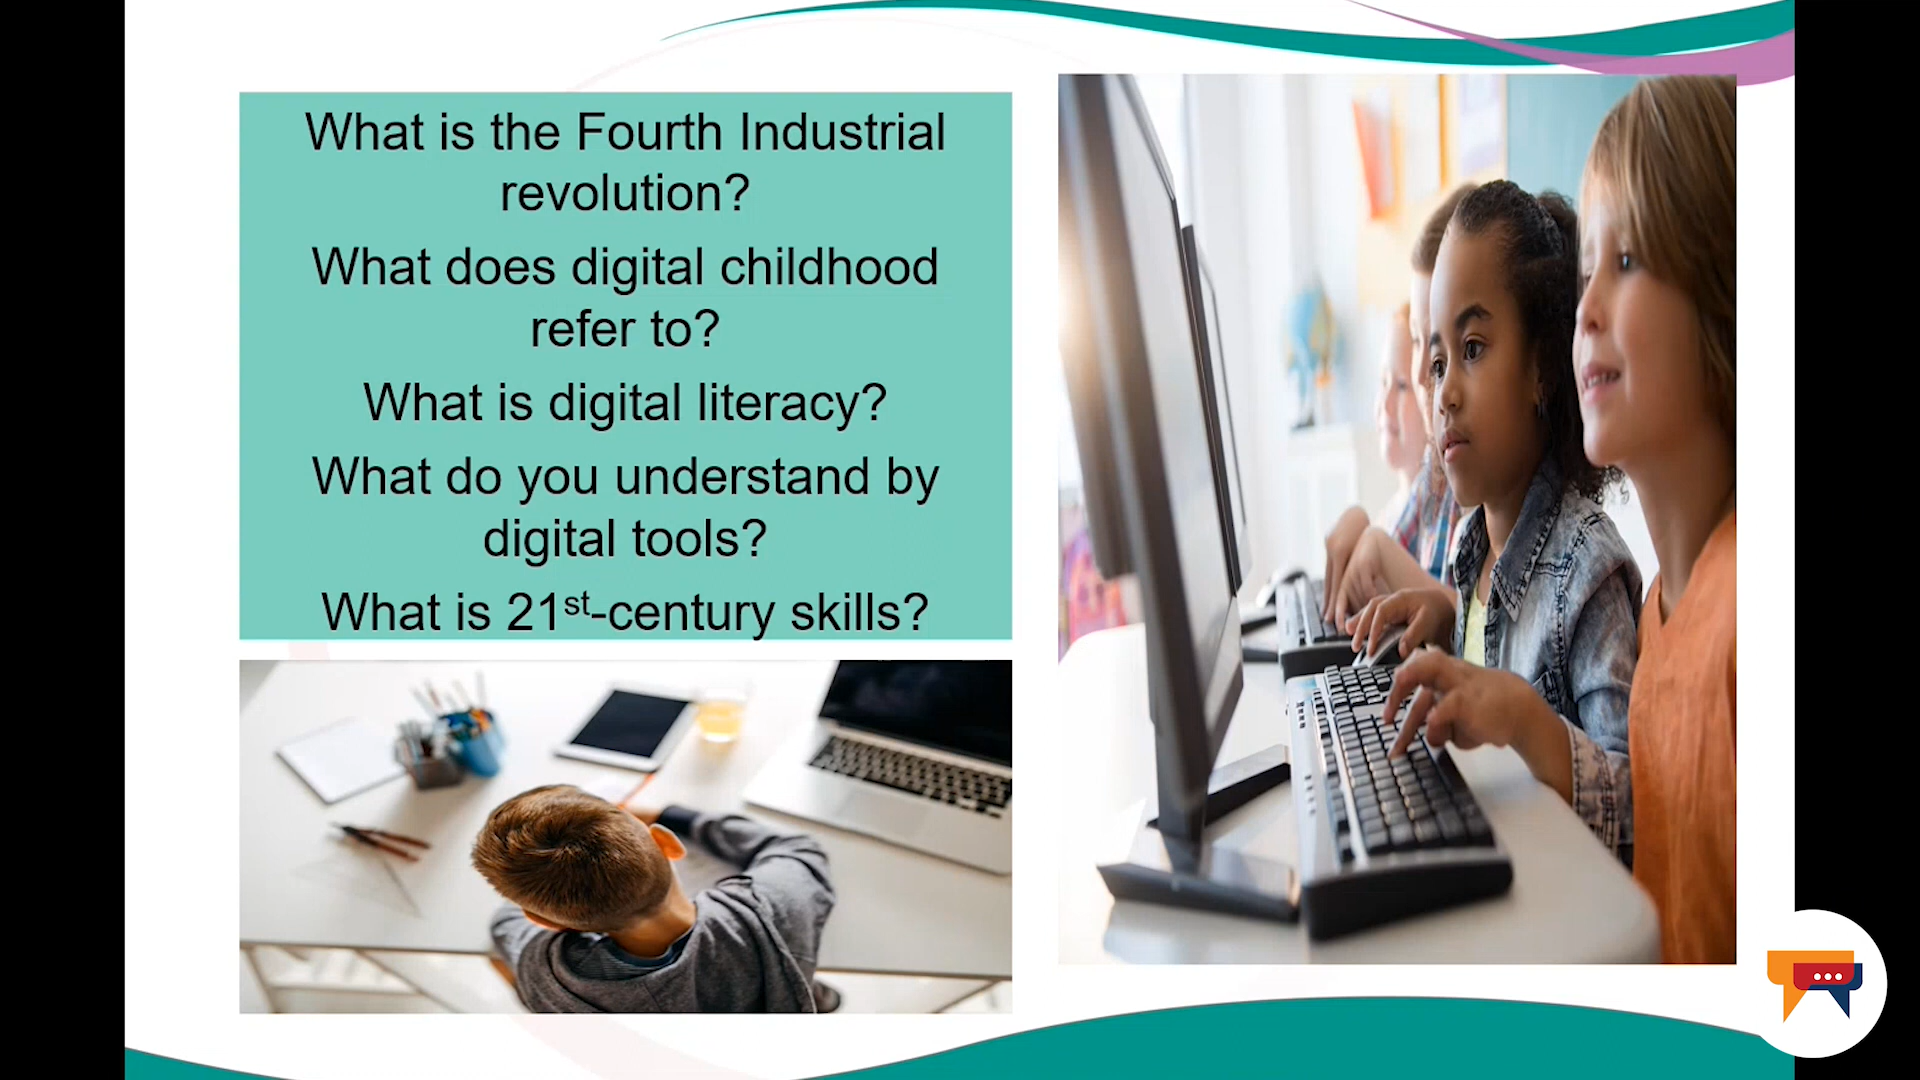 What is the Fourth Industrial
revolution?
What does digital childhood
refer to?
What is digital literacy?
What do you understand by
digital tools?
What is 21st-century skills?